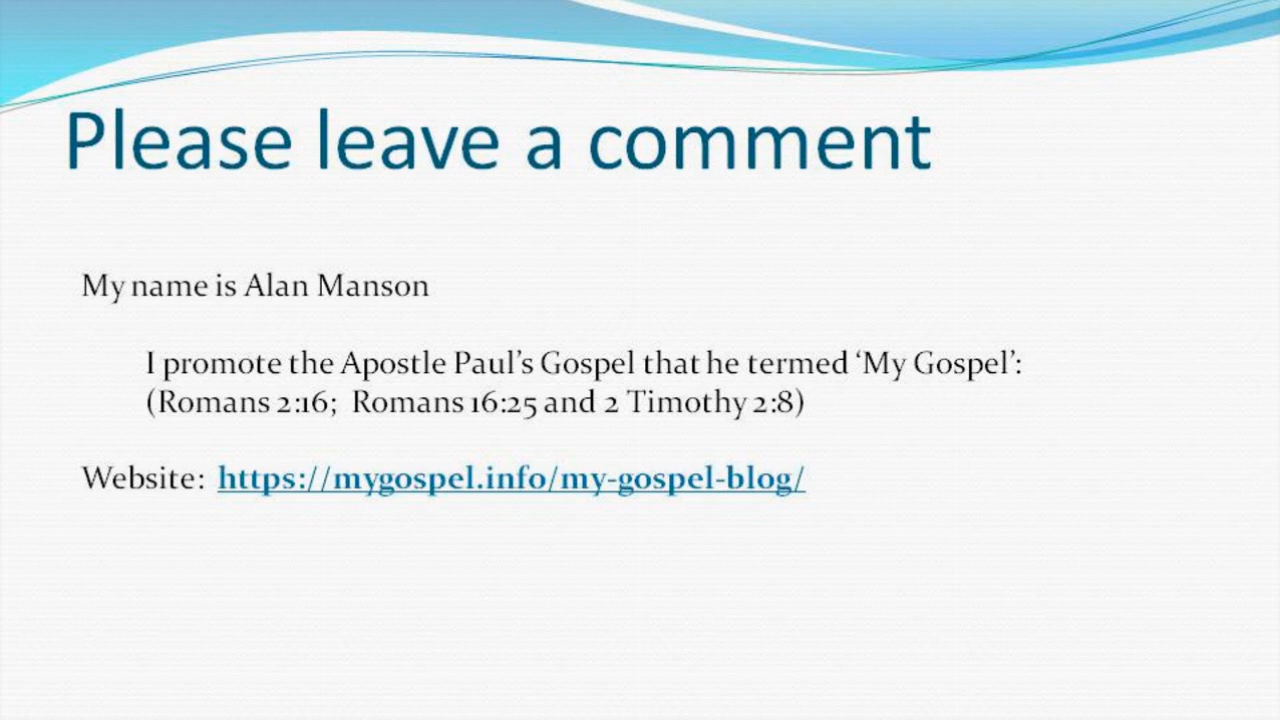 Please leave a comment
My name is Alan Manson
I promote the Apostle Paul’s Gospel that he termed ‘My Gospel’:
(Romans 2:16; Romans 16:25 and 2 Timothy 2:8)
Website: https://mygospel.info/my-gospel-blog/